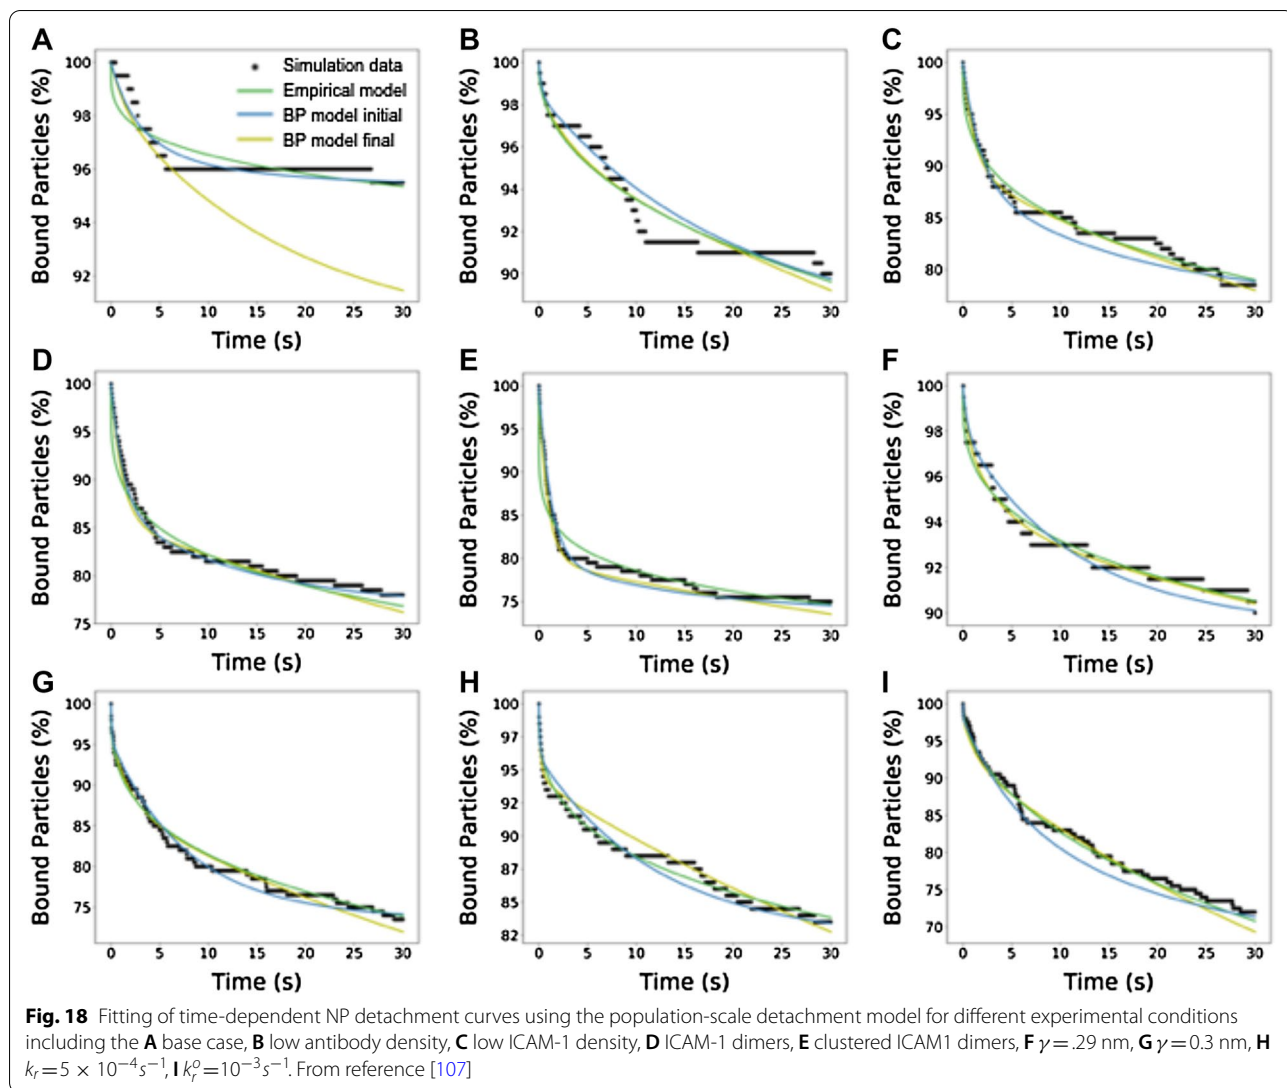 A
Bound Particles (%)
100
98
96
94
92
Simulation data
Empirical model
BP model initial
BP model final
0 5 10 15 20 25 30
Time (s)
B
Bound Particles (%)
100
98
96
94
92
90
0 5 10 15 20 25 30
Time (s)
C
Bound Particles (%)
100
95
90
85
80
0 5 10 15 20 25 30
Time (s)
D
Bound Particles (%)
100
95
90
85
80
75
0 5 10 15 20 25 30
Time (s)
E
Bound Particles (%)
100
95
90
85
80
75
0 5 10 15 20 25 30
Time (s)
F
Bound Particles (%)
100
98
96
94
92
90
0 5 10 15 20 25 30
Time (s)
G
Bound Particles (%)
100
95
90
85
80
75
0 5 10 15 20 25 30
Time (s)
H
Bound Particles (%)
100
97
95
92
90
87
85
82
0 5 10 15 20 25 30
Time (s)
I
Bound Particles (%)
100
95
90
85
80
75
70
0 5 10 15 20 25 30
Time (s)
Fig. 18 Fitting of time-dependent NP detachment curves using the population-scale detachment model for different experimental conditions
including the A base case, B low antibody density, C low ICAM-1 density, D ICAM-1 dimers, E clustered ICAM1 dimers, F γ = .29 nm, G γ = 0.3 nm, H
kᵣ = 5 × 10⁻⁴s⁻¹, I kᵣᵒ = 10⁻³s⁻¹. From reference [107]